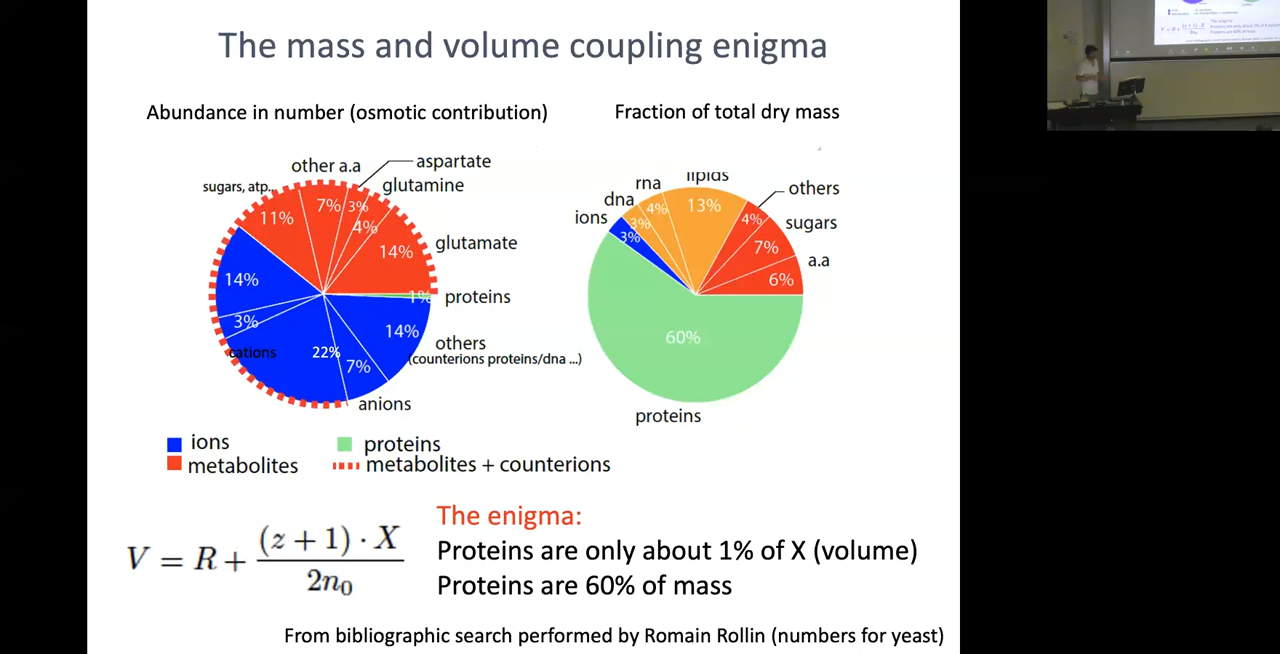 The mass and volume coupling enigma
Abundance in number (osmotic contribution)
Fraction of total dry mass
other a.a
aspartate
glutamine
sugars, atp...
11%
7%
3%
4%
14%
glutamate
1%
proteins
14%
3%
cations
22%
7%
14%
others
(counterions proteins/dna ...)
anions
lipids
rna
dna
ions
3%
3%
4%
13%
4%
others
sugars
7%
a.a
6%
60%
proteins
ions
proteins
metabolites
metabolites + counterions
V = R + (z + 1) · X / 2n₀
The enigma:
Proteins are only about 1% of X (volume)
Proteins are 60% of mass
From bibliographic search performed by Romain Rollin (numbers for yeast)